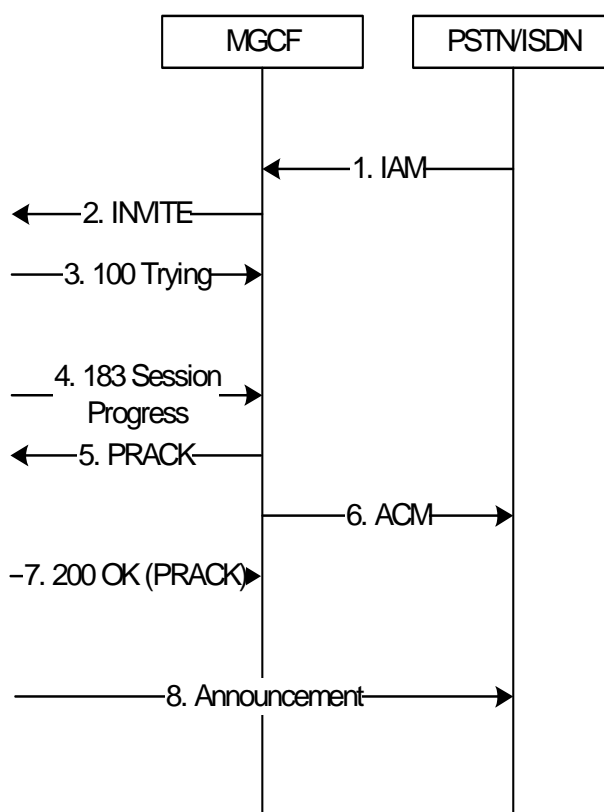 MGCF
PSTN/ISDN
1. IAM
2. INVITE
3. 100 Trying
4. 183 Session
Progress
5. PRACK
6. ACM
7. 200 OK (PRACK)
8. Announcement